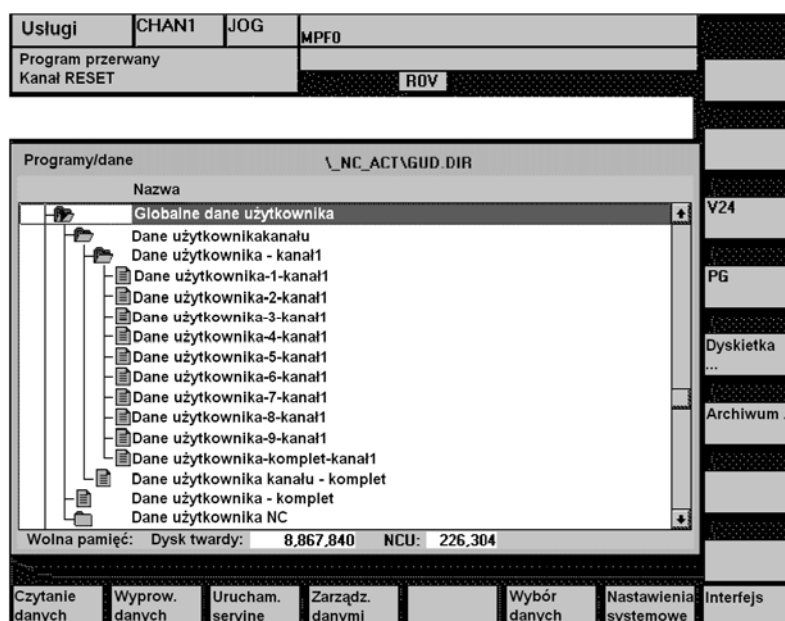 Usługi CHAN1 JOG MPF0
Program przerwany
Kanał RESET
ROV
Programy/dane \_NC_ACT\GUD.DIR
Nazwa
Globalne dane użytkownika
Dane użytkownikakanału
Dane użytkownika - kanał1
Dane użytkownika-1-kanał1
Dane użytkownika-2-kanał1
Dane użytkownika-3-kanał1
Dane użytkownika-4-kanał1
Dane użytkownika-5-kanał1
Dane użytkownika-6-kanał1
Dane użytkownika-7-kanał1
Dane użytkownika-8-kanał1
Dane użytkownika-9-kanał1
Dane użytkownika-komplet-kanał1
Dane użytkownika kanału - komplet
Dane użytkownika - komplet
Dane użytkownika NC
Wolna pamięć: Dysk twardy: 8,867,840 NCU: 226,304
V24
PG
Dyskietka
...
Archiwum .
Czytanie danych
Wyprow. danych
Urucham. seryjne
Zarządz. danymi
Wybór danych
Nastawienia systemowe
Interfejs